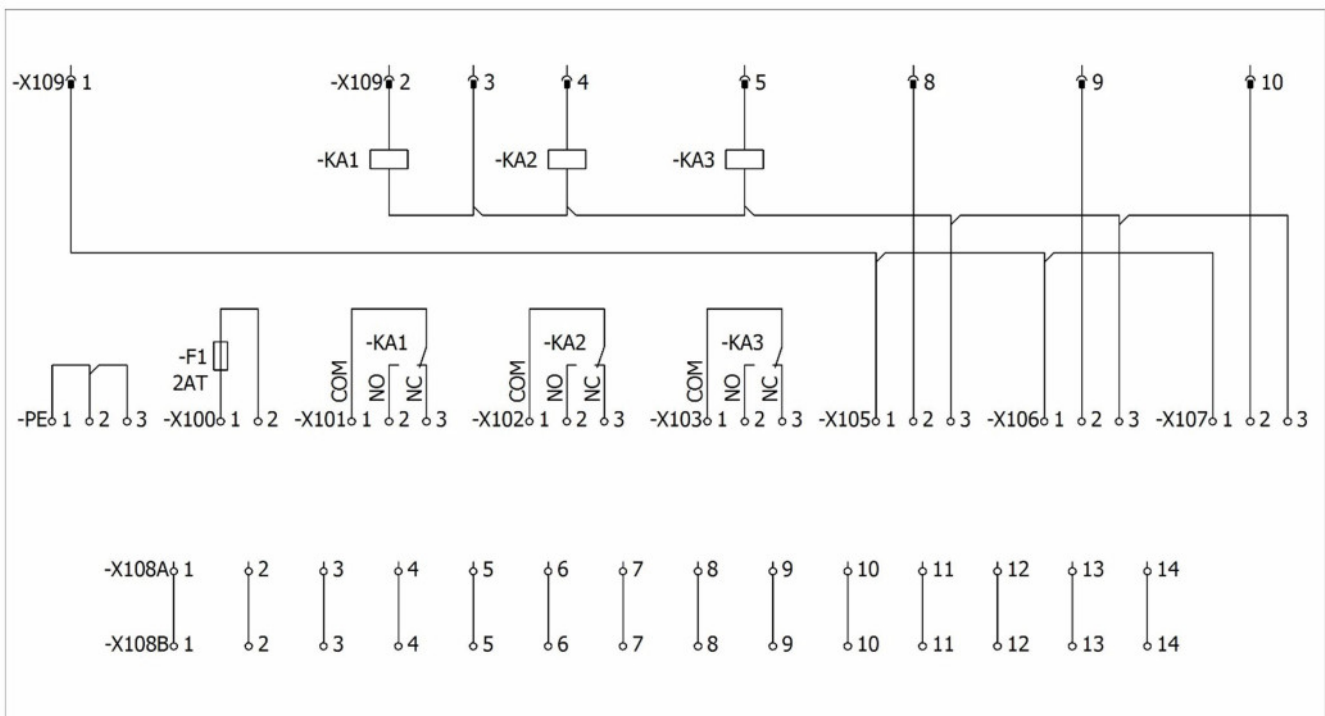 -X109 1 -X109 2 3 4 5 8 9 10
-KA1 -KA2 -KA3
-F1 -KA1 -KA2 -KA3
2AT COM NO NC COM NO NC COM NO NC
-PE 1 2 3 -X100 1 2 -X101 1 2 3 -X102 1 2 3 -X103 1 2 3 -X105 1 2 3 -X106 1 2 3 -X107 1 2 3
-X108A 1 2 3 4 5 6 7 8 9 10 11 12 13 14
-X108B 1 2 3 4 5 6 7 8 9 10 11 12 13 14